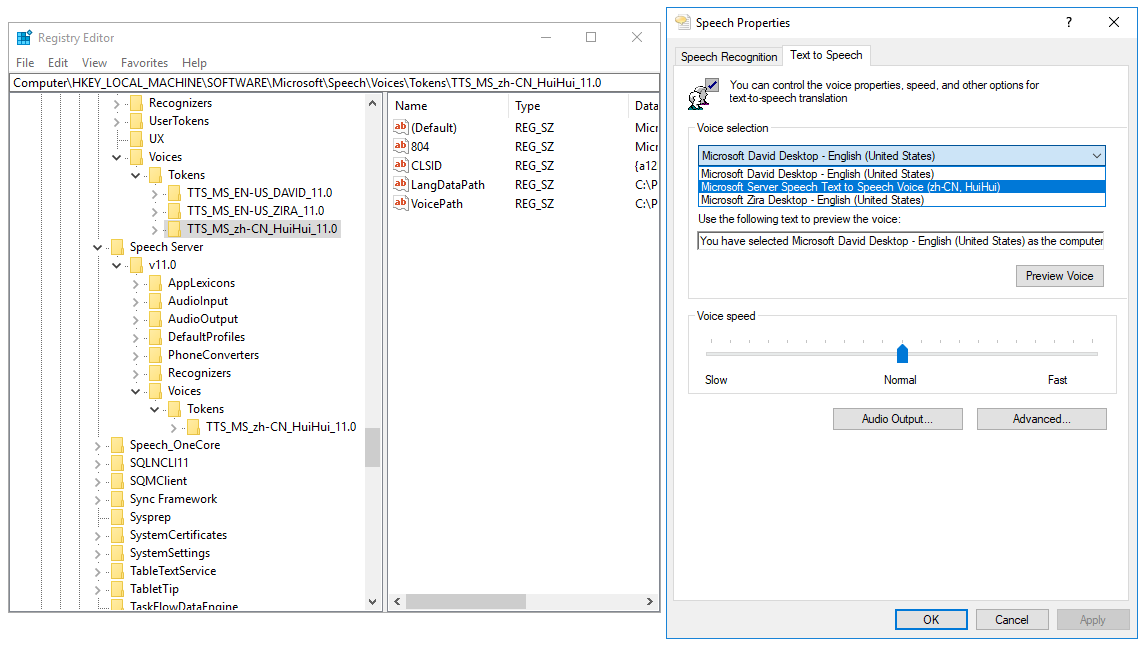 Registry Editor
File Edit View Favorites Help
Computer\HKEY_LOCAL_MACHINE\SOFTWARE\Microsoft\Speech\Voices\Tokens\TTS_MS_zh-CN_HuiHui_11.0
Recognizers
UserTokens
UX
Voices
Tokens
TTS_MS_EN-US_DAVID_11.0
TTS_MS_EN-US_ZIRA_11.0
TTS_MS_zh-CN_HuiHui_11.0
Speech Server
v11.0
AppLexicons
AudioInput
AudioOutput
DefaultProfiles
PhoneConverters
Recognizers
Voices
Tokens
TTS_MS_zh-CN_HuiHui_11.0
Speech_OneCore
SQLNCLI11
SQMClient
Sync Framework
Sysprep
SystemCertificates
SystemSettings
TableTextService
TabletTip
TaskFlowDataEngine
Name Type Data
ab (Default) REG_SZ Micr
ab 804 REG_SZ Micr
ab CLSID REG_SZ {a12
ab LangDataPath REG_SZ C:\P
ab VoicePath REG_SZ C:\P
Speech Properties ?
Speech Recognition Text to Speech
You can control the voice properties, speed, and other options for
text-to-speech translation
Voice selection
Microsoft David Desktop - English (United States)
Microsoft David Desktop - English (United States)
Microsoft Server Speech Text to Speech Voice (zh-CN, HuiHui)
Microsoft Zira Desktop - English (United States)
Use the following text to preview the voice:
You have selected Microsoft David Desktop - English (United States) as the computer
Preview Voice
Voice speed
Slow Normal Fast
Audio Output... Advanced...
OK Cancel Apply